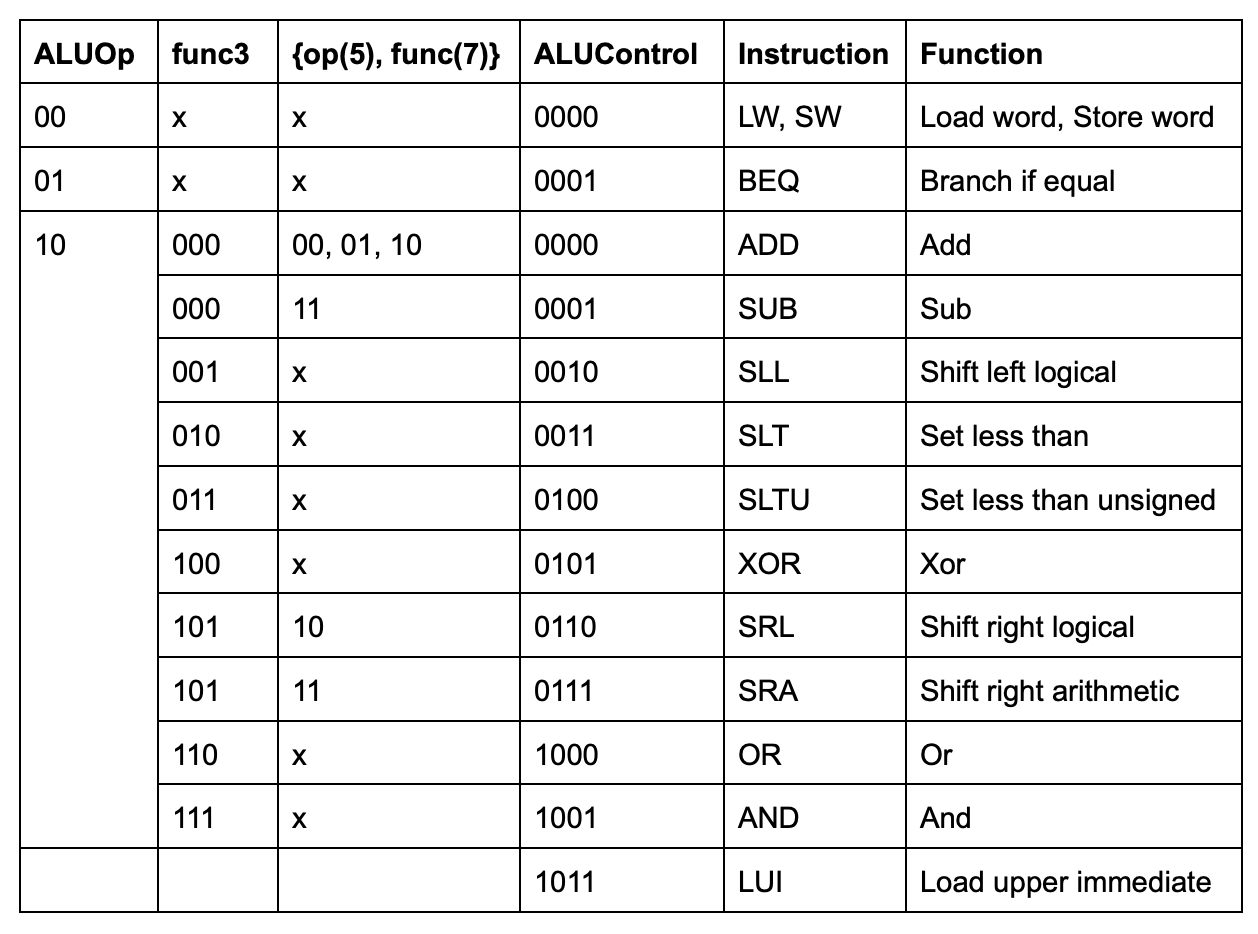 ALUOp func3 {op(5), func(7)} ALUControl Instruction Function
00 x x 0000 LW, SW Load word, Store word
01 x x 0001 BEQ Branch if equal
10 000 00, 01, 10 0000 ADD Add
000 11 0001 SUB Sub
001 x 0010 SLL Shift left logical
010 x 0011 SLT Set less than
011 x 0100 SLTU Set less than unsigned
100 x 0101 XOR Xor
101 10 0110 SRL Shift right logical
101 11 0111 SRA Shift right arithmetic
110 x 1000 OR Or
111 x 1001 AND And
1011 LUI Load upper immediate